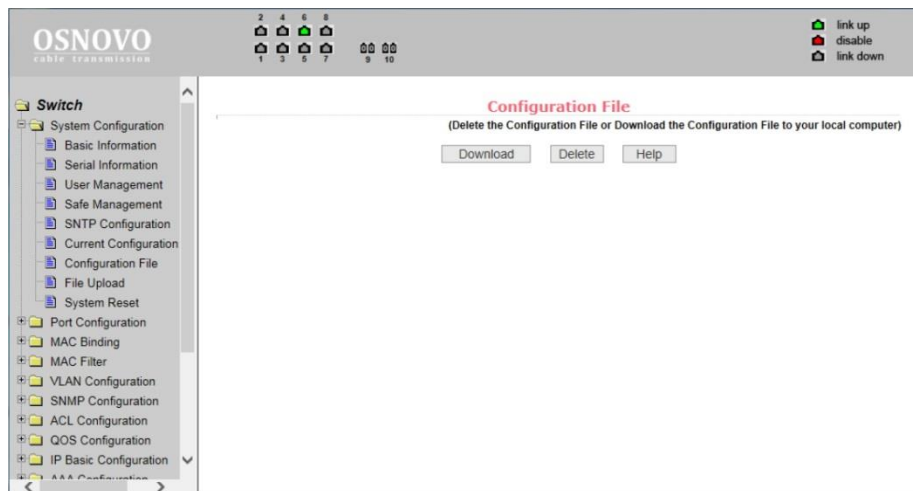 OSNOVO
cable transmission
2 4 6 8
1 3 5 7 9 10
link up
disable
link down
Switch
System Configuration
Basic Information
Serial Information
User Management
Safe Management
SNTP Configuration
Current Configuration
Configuration File
File Upload
System Reset
Port Configuration
MAC Binding
MAC Filter
VLAN Configuration
SNMP Configuration
ACL Configuration
QOS Configuration
IP Basic Configuration
AAA Configuration
Configuration File
(Delete the Configuration File or Download the Configuration File to your local computer)
Download Delete Help